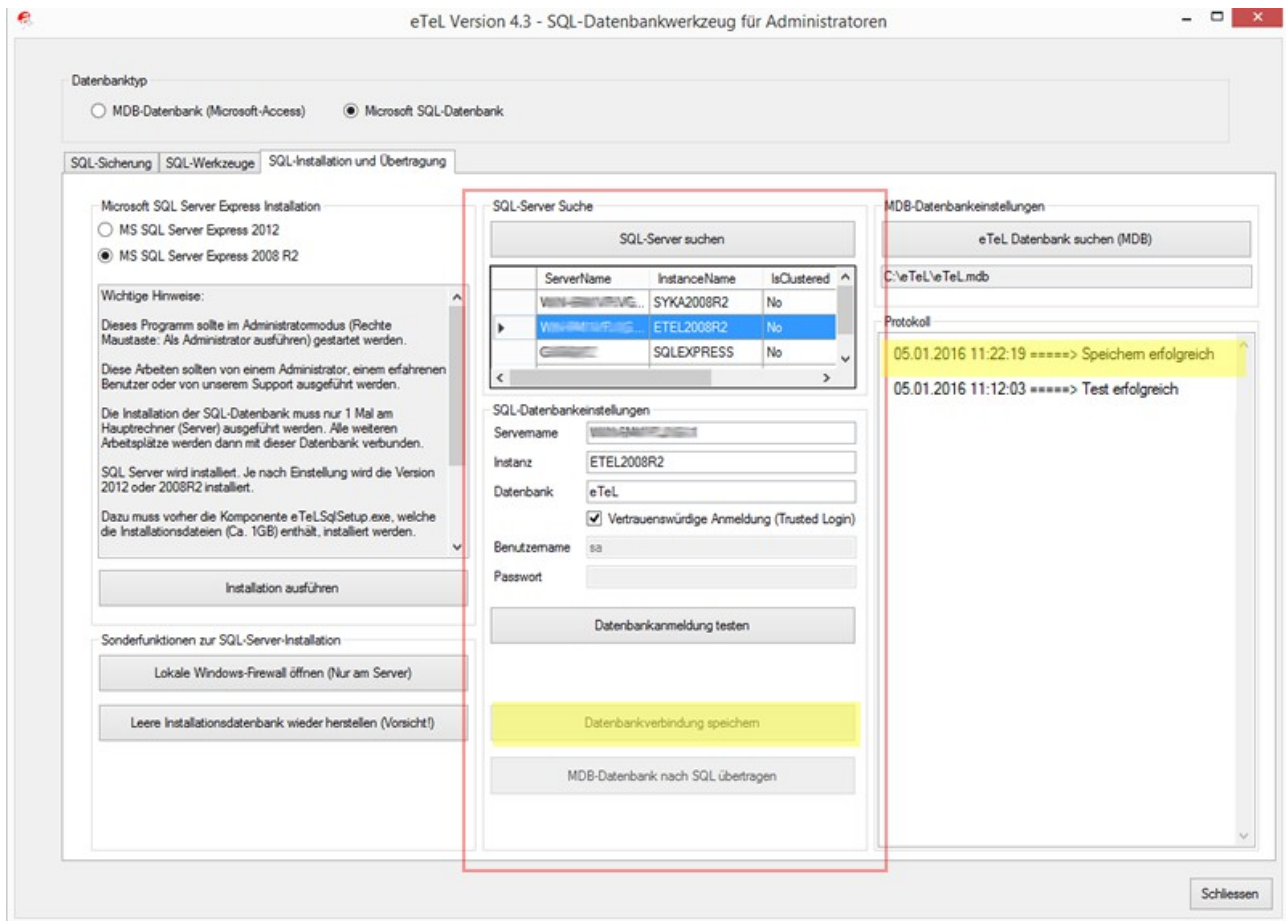 eTeL Version 4.3 - SQL-Datenbankwerkzeug für Administratoren
Datenbanktyp
MDB-Datenbank (Microsoft-Access)
Microsoft SQL-Datenbank
SQL-Sicherung
SQL-Werkzeuge
SQL-Installation und Übertragung
Microsoft SQL Server Express Installation
MS SQL Server Express 2012
MS SQL Server Express 2008 R2
Wichtige Hinweise:
Dieses Programm sollte im Administratormodus (Rechte
Maustaste: Als Administrator ausführen) gestartet werden.
Diese Arbeiten sollten von einem Administrator, einem erfahrenen
Benutzer oder von unserem Support ausgeführt werden.
Die Installation der SQL-Datenbank muss nur 1 Mal am
Hauptrechner (Server) ausgeführt werden. Alle weiteren
Arbeitsplätze werden dann mit dieser Datenbank verbunden.
SQL Server wird installiert. Je nach Einstellung wird die Version
2012 oder 2008R2 installiert.
Dazu muss vorher die Komponente eTeLSqlSetup.exe, welche
die Installationsdateien (Ca. 1GB) enthält, installiert werden.
Installation ausführen
Sonderfunktionen zur SQL-Server-Installation
Lokale Windows-Firewall öffnen (Nur am Server)
Leere Installationsdatenbank wieder herstellen (Vorsicht!)
SQL-Server Suche
SQL-Server suchen
ServerName InstanceName IsClustered
SYKA2008R2 No
ETEL2008R2 No
SQLEXPRESS No
SQL-Datenbankeinstellungen
Servername
Instanz ETEL2008R2
Datenbank eTeL
Vertrauenswürdige Anmeldung (Trusted Login)
Benutzername sa
Passwort
Datenbankanmeldung testen
Datenbankverbindung speichern
MDB-Datenbank nach SQL übertragen
MDB-Datenbankeinstellungen
eTeL Datenbank suchen (MDB)
C:\eTeL\eTeL.mdb
Protokoll
05.01.2016 11:22:19 =====> Speichern erfolgreich
05.01.2016 11:12:03 =====> Test erfolgreich
Schliessen